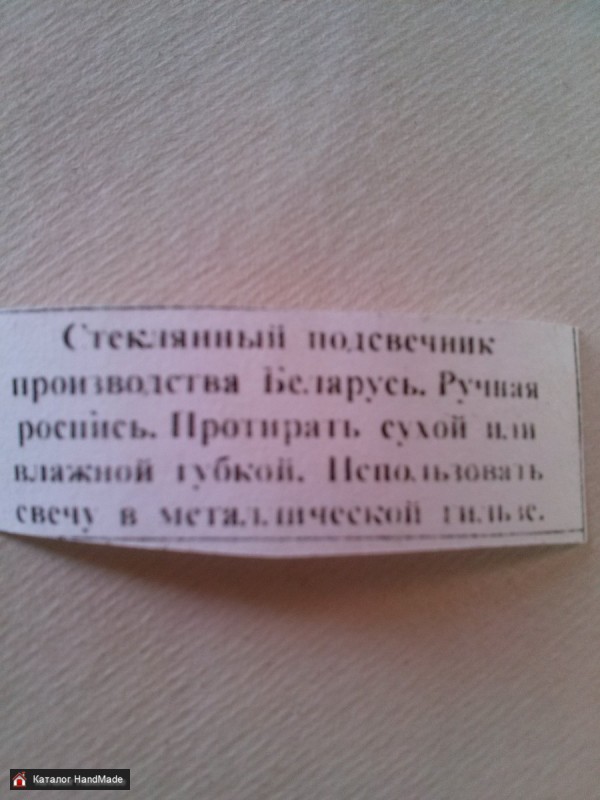 Стеклянный подсвечник
производства Беларусь. Ручная
роспись. Протирать сухой или
влажной губкой. Использовать
свечу в металлической гильзе.
Каталог HandMade